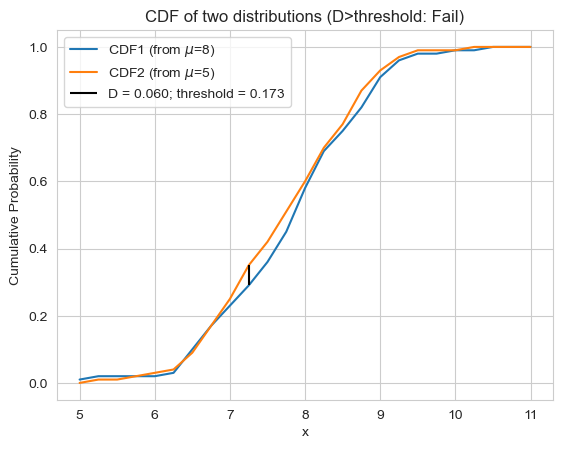 CDF of two distributions (D>threshold: Fail)
CDF1 (from μ=8)
CDF2 (from μ=5)
D = 0.060; threshold = 0.173
Cumulative Probability
1.0
0.8
0.6
0.4
0.2
0.0
5 6 7 8 9 10 11
x